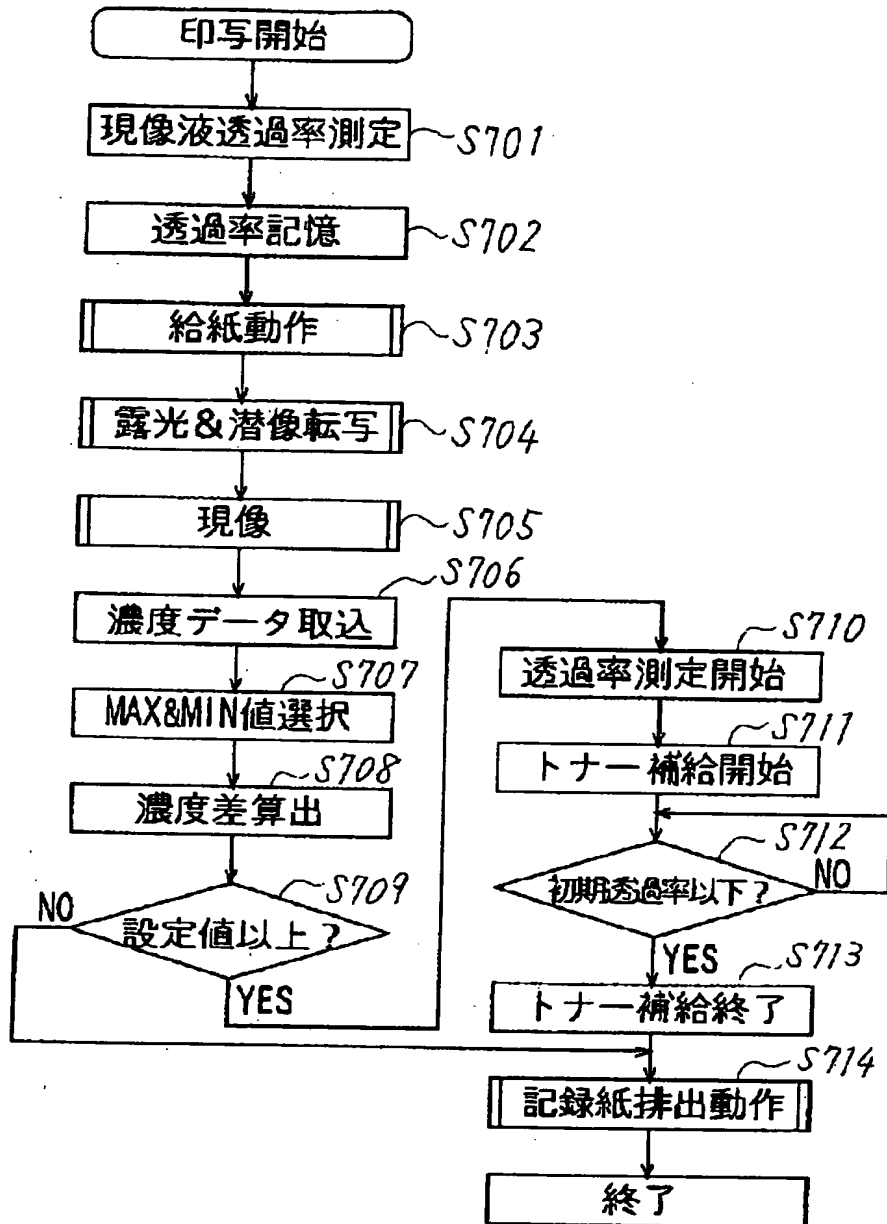 印写開始
現像液透過率測定
S701
透過率記憶
S702
給紙動作
S703
露光&潜像転写
S704
現像
S705
S706
濃度データ取込
S707
MAX&MIN値選択
S708
濃度差算出
S709
NO
設定値以上?
YES
S710
透過率測定開始
S711
トナー補給開始
S712
初期透過率以下?
NO
YES
S713
トナー補給終了
S714
記録紙排出動作
終了